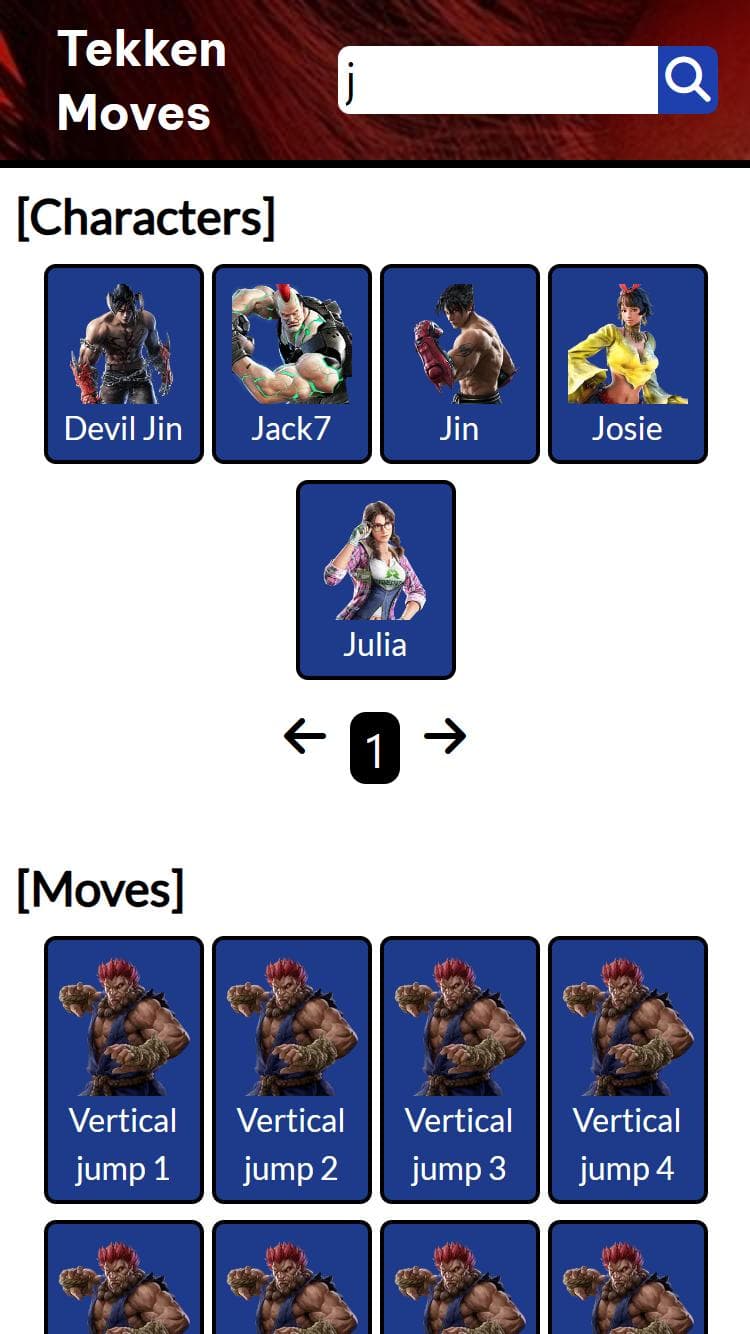 Tekken
Moves
j
[Characters]
Devil Jin
Jack7
Jin
Josie
Julia
1
[Moves]
Vertical
jump 1
Vertical
jump 2
Vertical
jump 3
Vertical
jump 4